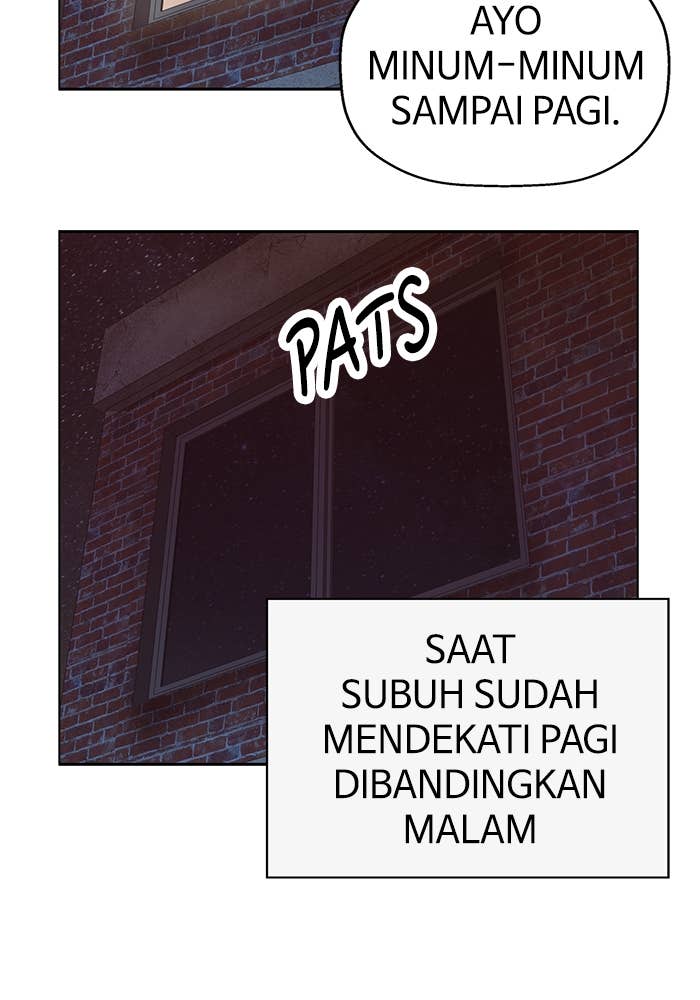 AYO
MINUM-MINUM
SAMPAI PAGI.
PATS
SAAT
SUBUH SUDAH
MENDEKATI PAGI
DIBANDINGKAN
MALAM